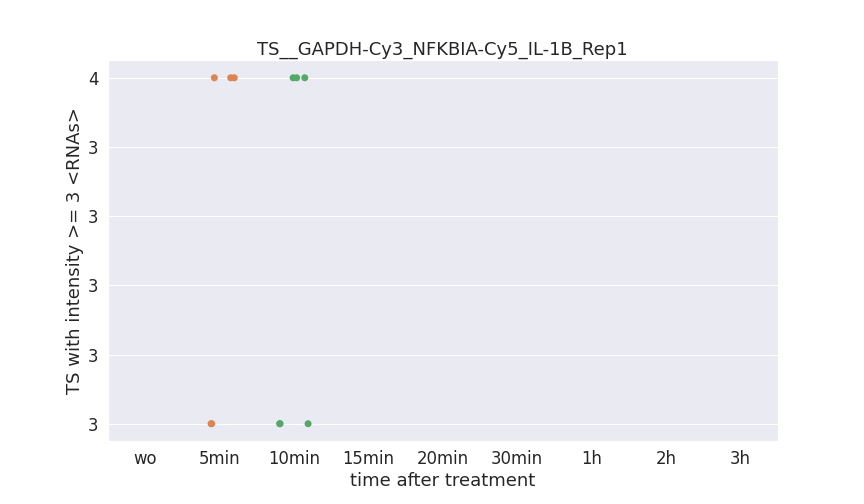 TS__GAPDH-Cy3_NFKBIA-Cy5_IL-1B_Rep1
TS with intensity >= 3 <RNAs>
4
3
3
3
3
3
wo 5min 10min 15min 20min 30min 1h 2h 3h
time after treatment